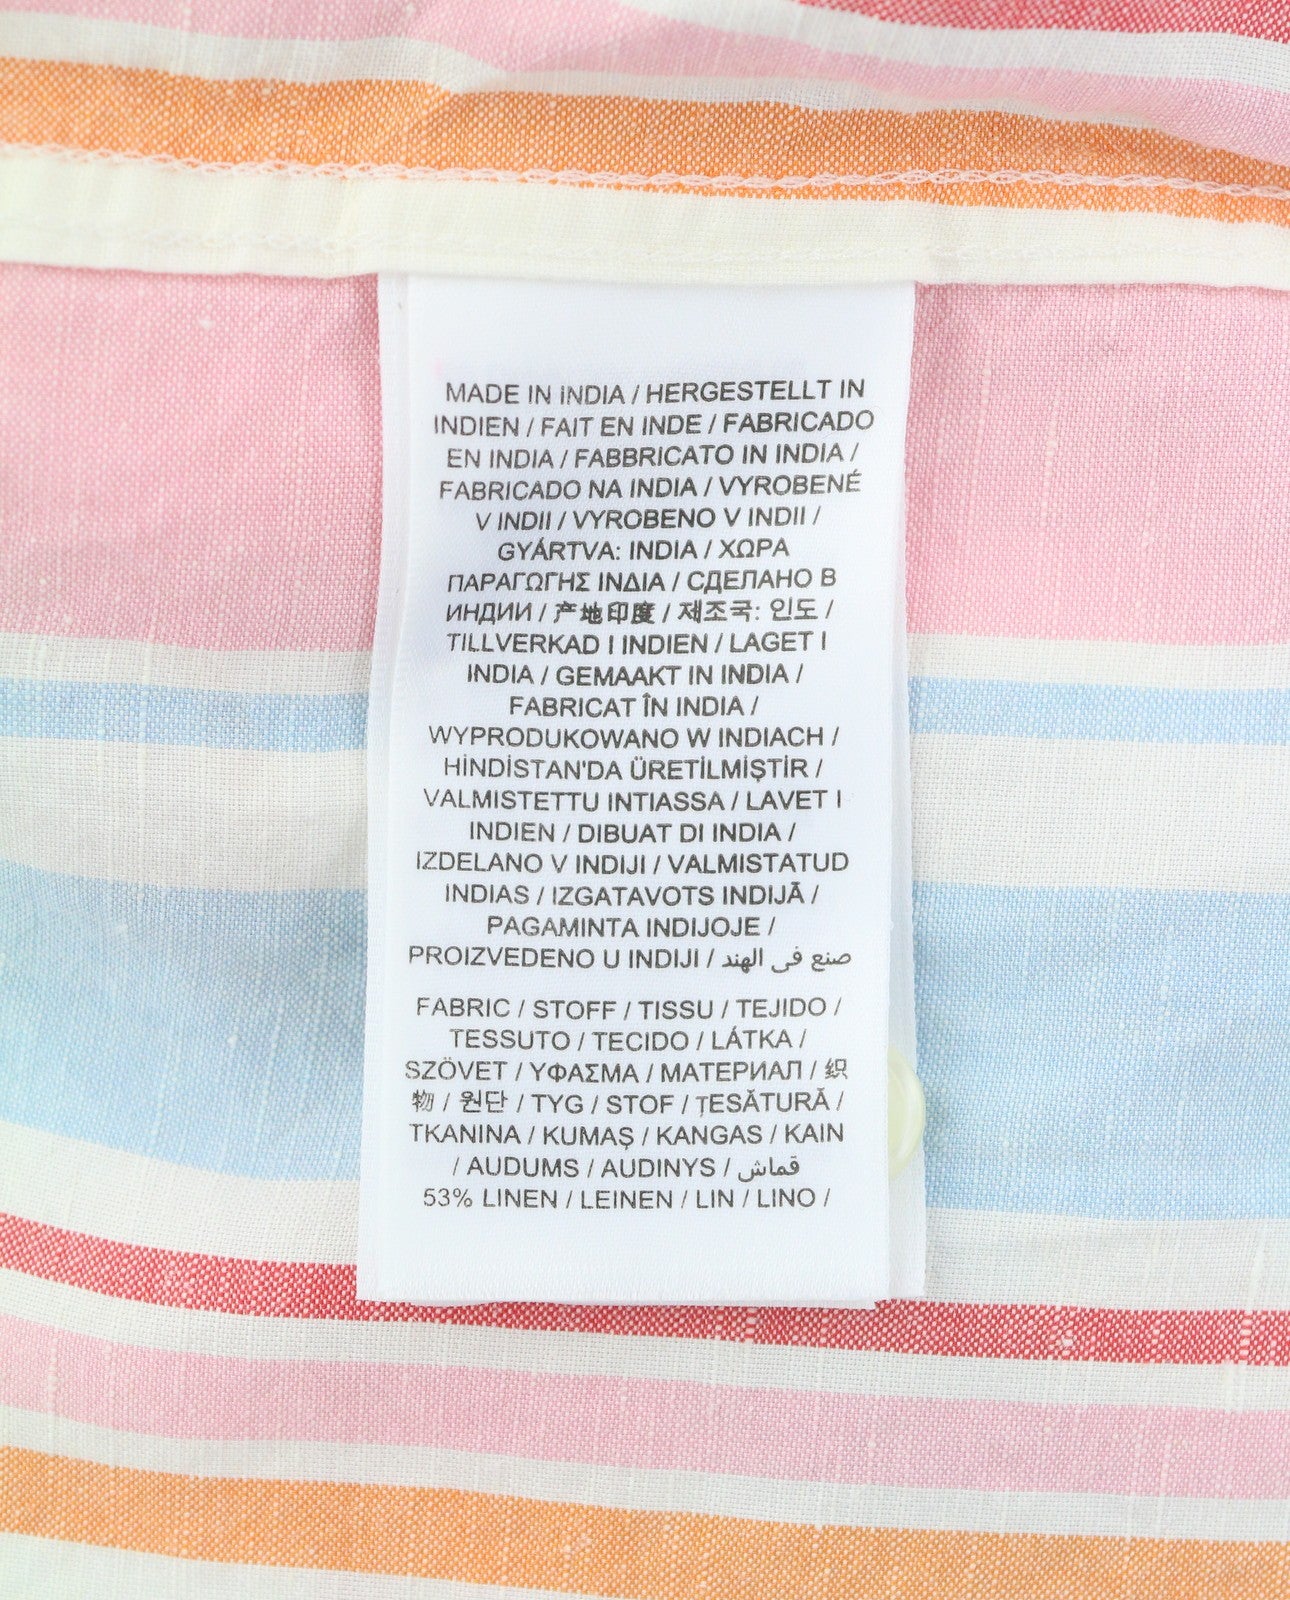 MADE IN INDIA / HERGESTELLT IN
INDIEN / FAIT EN INDE / FABRICADO
EN INDIA / FABBRICATO IN INDIA /
FABRICADO NA INDIA / VYROBENÉ
V INDII / VYROBENO V INDII /
GYÁRTVA: INDIA / ΧΩΡΑ
ΠΑΡΑΓΩΓΗΣ ΙΝΔΙΑ / СДЕЛАНО В
ИНДИИ / 产地印度 / 제조국: 인도 /
TILLVERKAD I INDIEN / LAGET I
INDIA / GEMAAKT IN INDIA /
FABRICAT ÎN INDIA /
WYPRODUKOWANO W INDIACH /
HİNDİSTAN'DA ÜRETİLMİŞTİR /
VALMISTETTU INTIASSA / LAVET I
INDIEN / DIBUAT DI INDIA /
IZDELANO V INDIJI / VALMISTATUD
INDIAS / IZGATAVOTS INDIJĀ /
PAGAMINTA INDIJOJE /
PROIZVEDENO U INDIJI / صنع في الهند
FABRIC / STOFF / TISSU / TEJIDO /
TESSUTO / TECIDO / LÁTKA /
SZÖVET / ΥΦΑΣΜΑ / МАТЕРИАЛ / 织
物 / 원단 / TYG / STOF / ȚESĂTURĂ /
TKANINA / KUMAŞ / KANGAS / KAIN
/ AUDUMS / AUDINYS / قماش
53% LINEN / LEINEN / LIN / LINO /